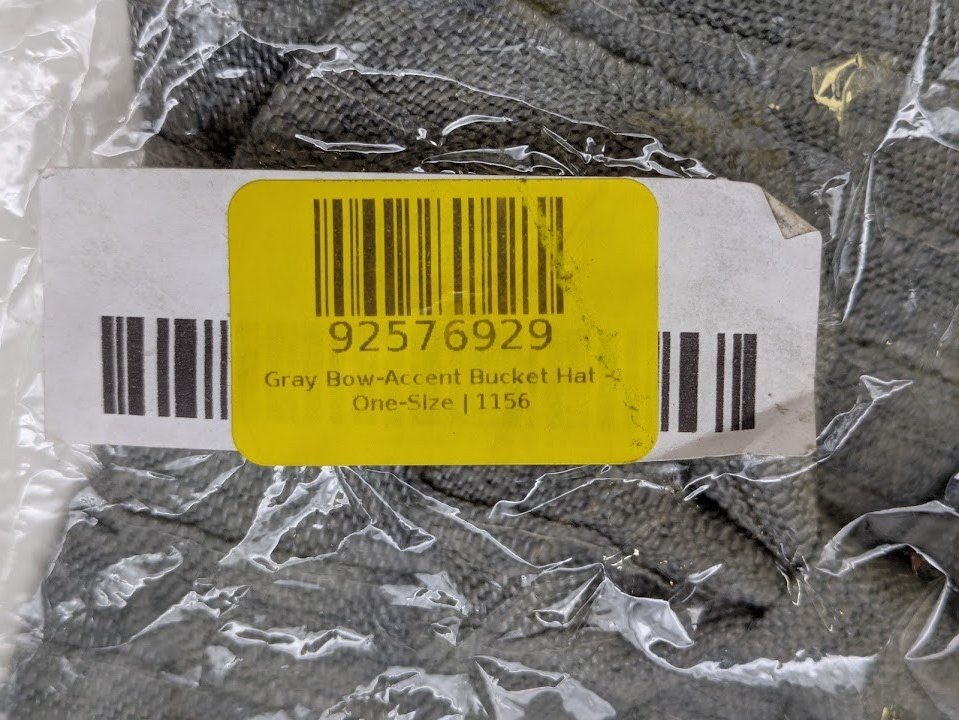 92576929
Gray Bow-Accent Bucket Hat -
One-Size | 1156